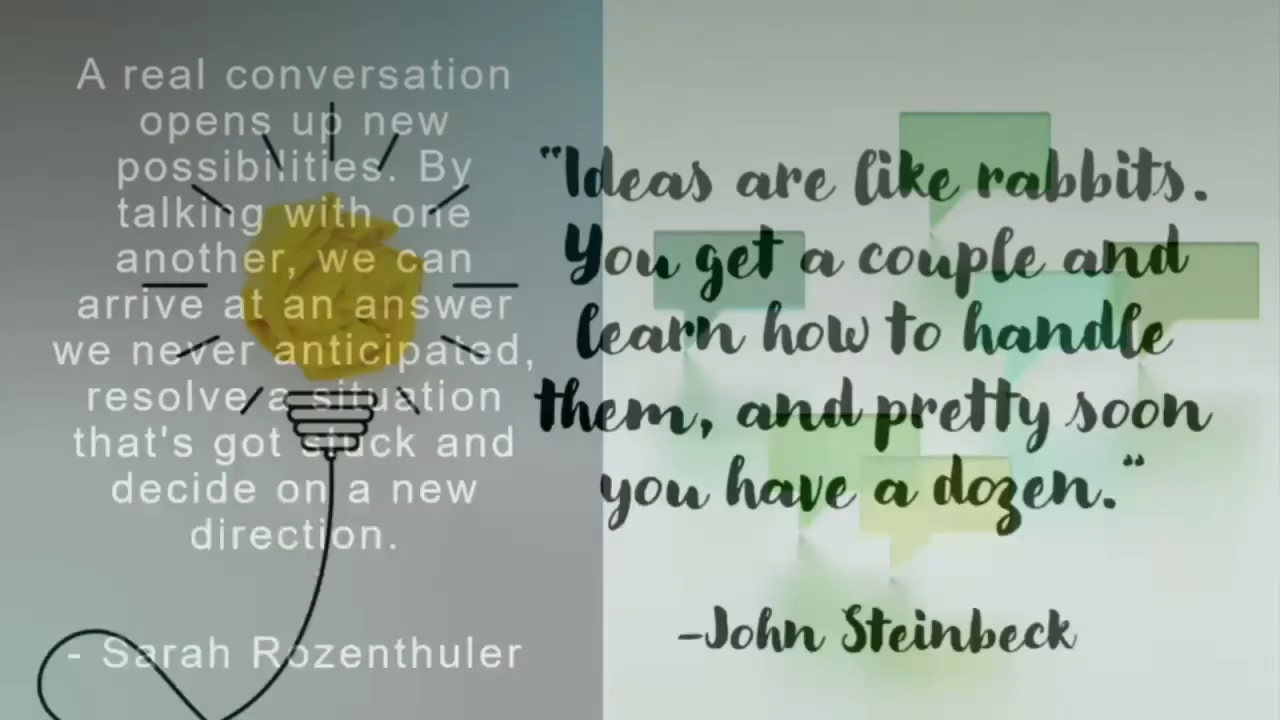 A real conversation
opens up new
possibilities. By
talking with one
another, we can
arrive at an answer
we never anticipated,
resolve a situation
that's got stuck and
decide on a new
direction.
- Sarah Rozenthuler
"Ideas are like rabbits.
You get a couple and
learn how to handle
them, and pretty soon
you have a dozen."
-John Steinbeck